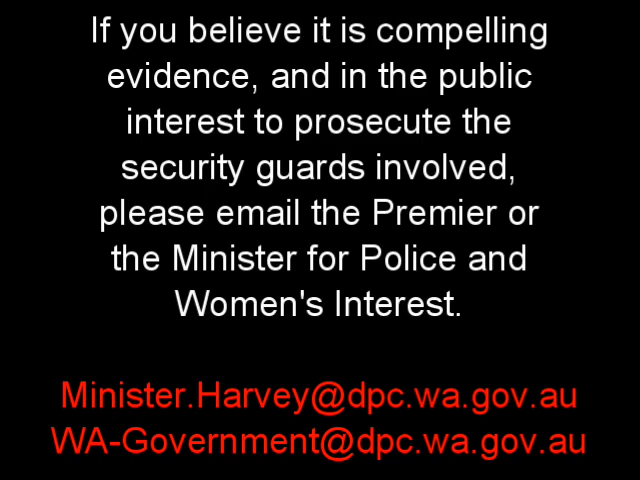 If you believe it is compelling
evidence, and in the public
interest to prosecute the
security guards involved,
please email the Premier or
the Minister for Police and
Women's Interest.
Minister.Harvey@dpc.wa.gov.au
WA-Government@dpc.wa.gov.au